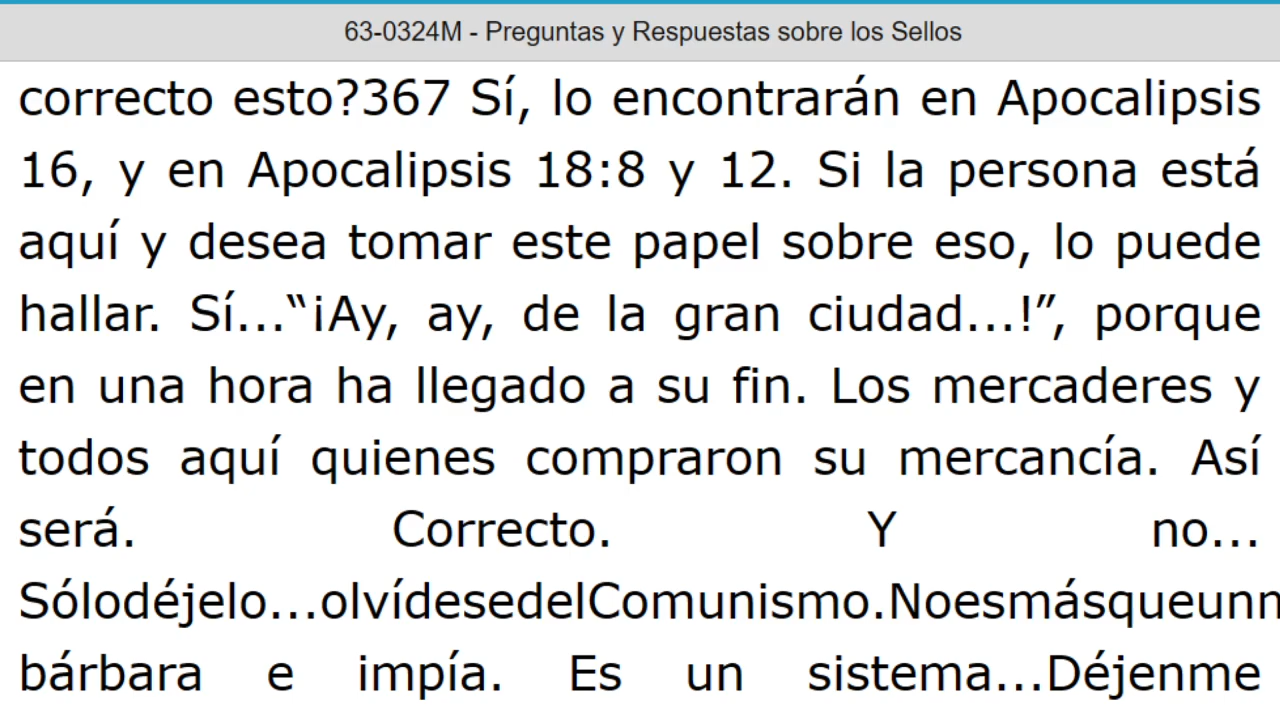 63-0324M - Preguntas y Respuestas sobre los Sellos
correcto esto?367 Sí, lo encontrarán en Apocalipsis
16, y en Apocalipsis 18:8 y 12. Si la persona está
aquí y desea tomar este papel sobre eso, lo puede
hallar. Sí...“¡Ay, ay, de la gran ciudad...!”, porque
en una hora ha llegado a su fin. Los mercaderes y
todos aquí quienes compraron su mercancía. Así
será. Correcto. Y no...
Sólodéjelo...olvídesedelComunismo.Noesmásqueun
bárbara e impía. Es un sistema...Déjenme